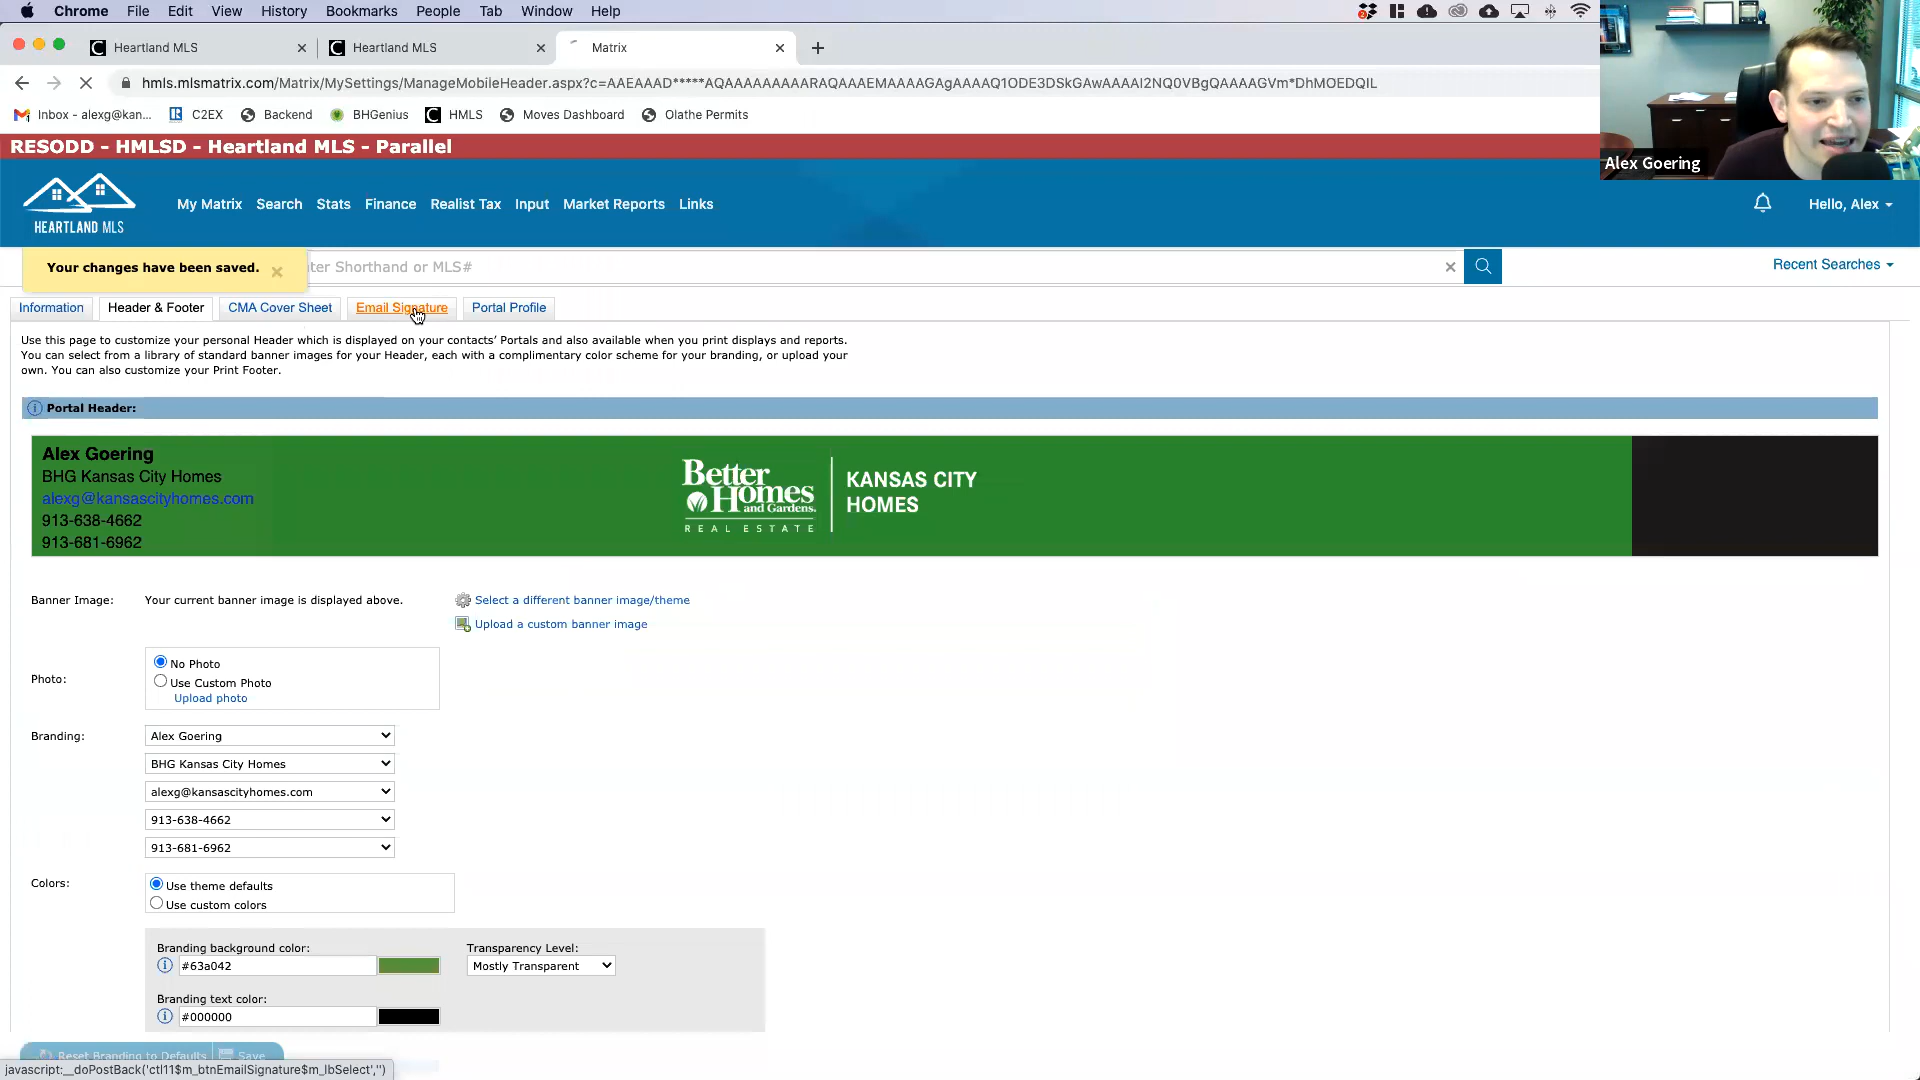 Chrome File Edit View History Bookmarks People Tab Window Help
Heartland MLS
Heartland MLS
Matrix
hmls.mlsmatrix.com/Matrix/MySettings/ManageMobileHeader.aspx?c=AAEAAAD*****AQAAAAAAAAARAQAAAEMAAAAGAgAAAAQ1ODE3DSkGAwAAAAI2NQ0VBgQAAAAGVm*DhMOEDQIL
Inbox - alexg@kan... C2EX Backend BHGenius HMLS Moves Dashboard Olathe Permits
RESODD - HMLSD - Heartland MLS - Parallel
Alex Goering
HEARTLAND MLS
My Matrix Search Stats Finance Realist Tax Input Market Reports Links
Hello, Alex
Your changes have been saved.
ter Shorthand or MLS#
Recent Searches
Information Header & Footer CMA Cover Sheet Email Signature Portal Profile
Use this page to customize your personal Header which is displayed on your contacts' Portals and also available when you print displays and reports.
You can select from a library of standard banner images for your Header, each with a complimentary color scheme for your branding, or upload your
own. You can also customize your Print Footer.
Portal Header:
Alex Goering
BHG Kansas City Homes
alexg@kansascityhomes.com
913-638-4662
913-681-6962
Better
Homes
and Gardens.
REAL ESTATE
KANSAS CITY
HOMES
Banner Image: Your current banner image is displayed above. Select a different banner image/theme
Upload a custom banner image
Photo:
No Photo
Use Custom Photo
Upload photo
Branding: Alex Goering
BHG Kansas City Homes
alexg@kansascityhomes.com
913-638-4662
913-681-6962
Colors:
Use theme defaults
Use custom colors
Branding background color: Transparency Level:
#63a042 Mostly Transparent
Branding text color:
#000000
Reset Branding to Defaults Save
javascript:__doPostBack('ctl11$m_btnEmailSignature$m_lbSelect','')